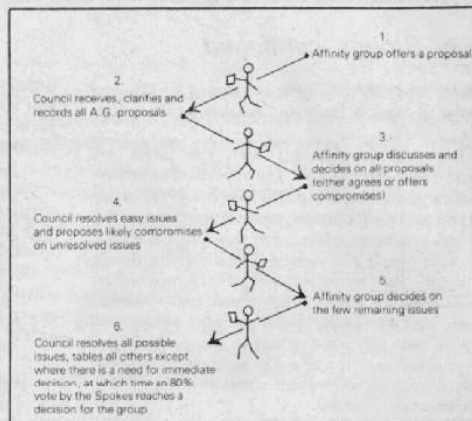 1.
Affinity group offers a proposal
2.
Council receives, clarifies and
records all A.G. proposals
3.
Affinity group discusses and
decides on all proposals
(either agrees or offers
compromises)
4.
Council resolves easy issues
and proposes likely compromises
on unresolved issues
5.
Affinity group decides on
the few remaining issues
6.
Council resolves all possible
issues, tables all others except
where there is a need for immediate
decision, at which time an 80%
vote by the Spokes reaches a
decision for the group